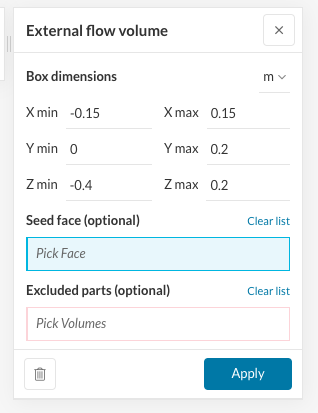 External flow volume
Box dimensions m
X min -0.15 X max 0.15
Y min 0 Y max 0.2
Z min -0.4 Z max 0.2
Seed face (optional) Clear list
Pick Face
Excluded parts (optional) Clear list
Pick Volumes
Apply